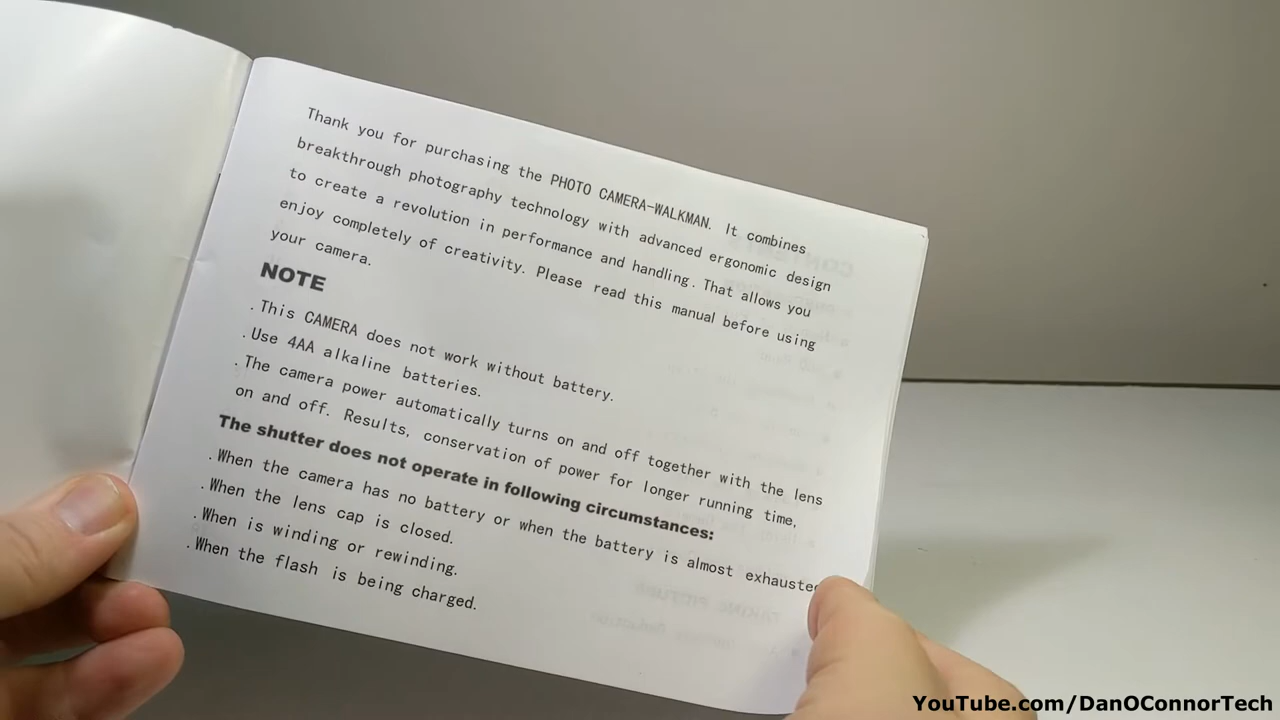 Thank you for purchasing the PHOTO CAMERA-WALKMAN. It combines
breakthrough photography technology with advanced ergonomic design
to create a revolution in performance and handling. That allows you
enjoy completely of creativity. Please read this manual before using
your camera.
NOTE
. This CAMERA does not work without battery.
. Use 4AA alkaline batteries.
. The camera power automatically turns on and off together with the lens
on and off. Results, conservation of power for longer running time,
The shutter does not operate in following circumstances:
. When the camera has no battery or when the battery is almost exhausted
. When the lens cap is closed.
. When is winding or rewinding.
. When the flash is being charged.
YouTube.com/DanOConnorTech